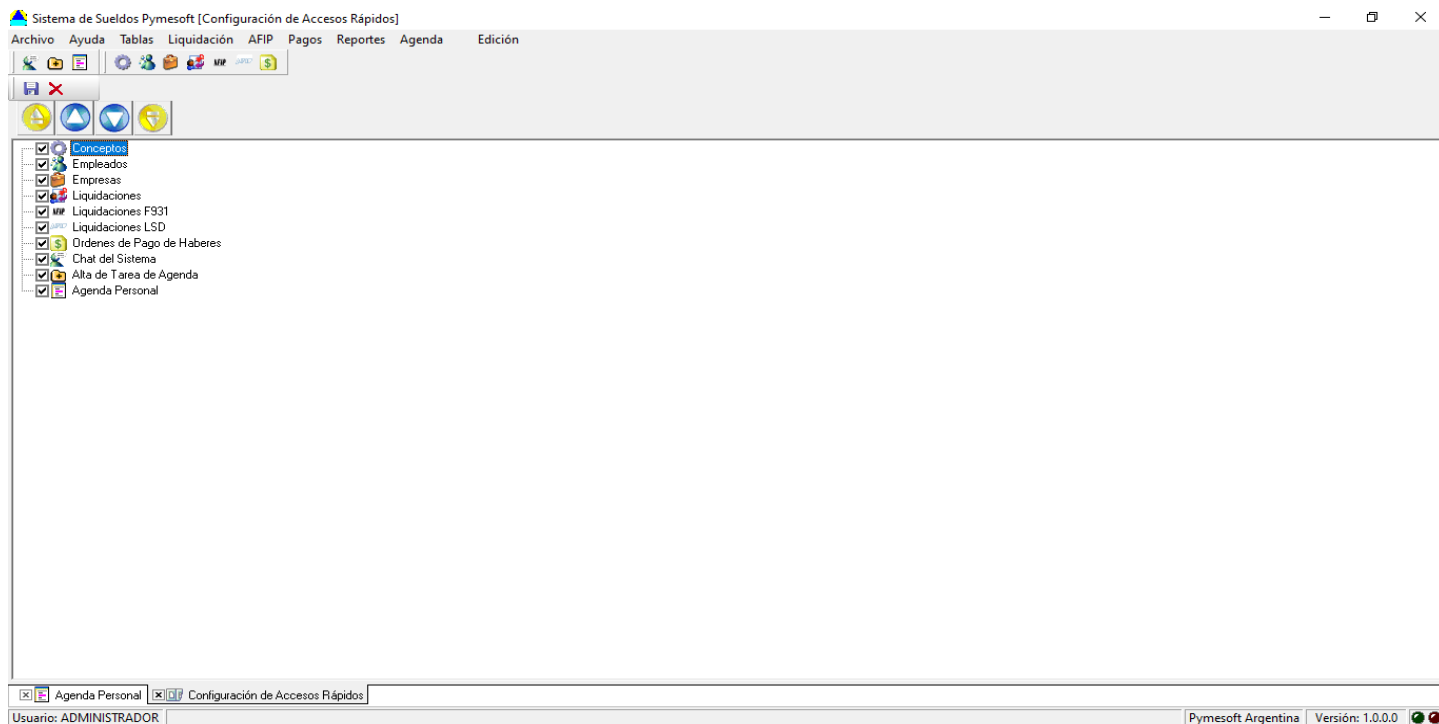 Sistema de Sueldos Pymesoft [Configuración de Accesos Rápidos]
Archivo Ayuda Tablas Liquidación AFIP Pagos Reportes Agenda Edición
Conceptos
Empleados
Empresas
Liquidaciones
Liquidaciones F931
Liquidaciones LSD
Ordenes de Pago de Haberes
Chat del Sistema
Alta de Tarea de Agenda
Agenda Personal
Agenda Personal Configuración de Accesos Rápidos
Usuario: ADMINISTRADOR Pymesoft Argentina Versión: 1.0.0.0